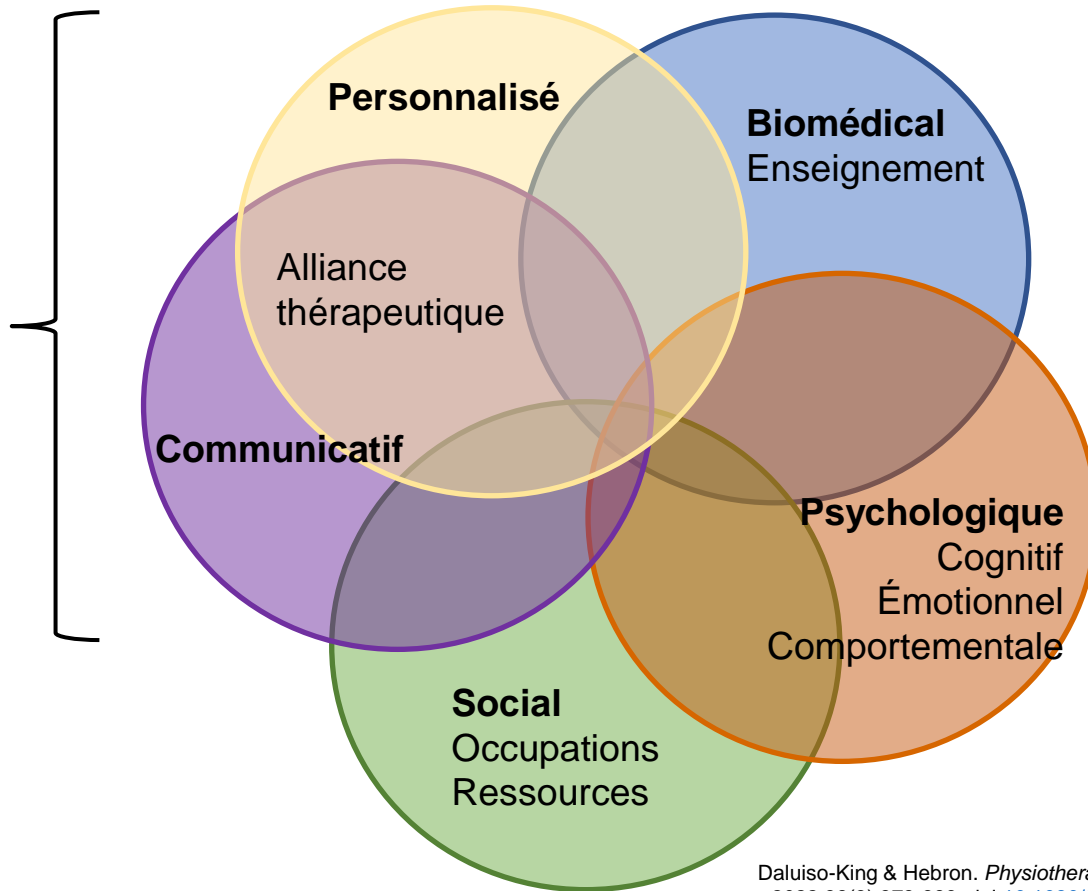 Personnalisé
Biomédical
Enseignement
Alliance
thérapeutique
Communicatif
Psychologique
Cognitif
Émotionnel
Comportementale
Social
Occupations
Ressources
Daluiso-King & Hebron.